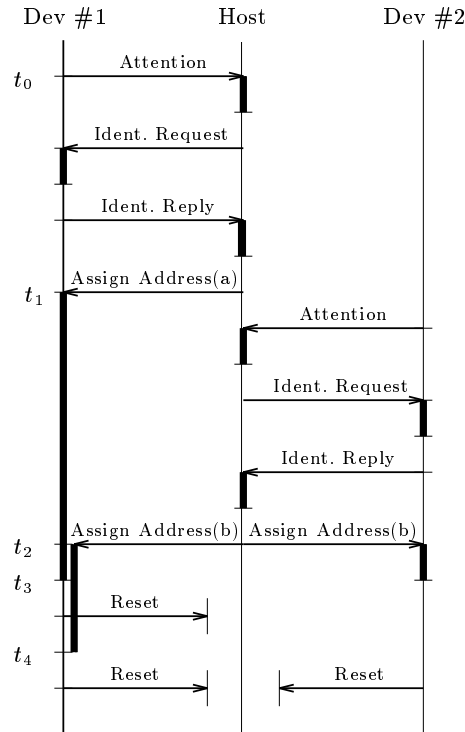 Dev #1 Host Dev #2
t0 Attention
Ident. Request
Ident. Reply
t1 Assign Address(a)
Attention
Ident. Request
Ident. Reply
t2 Assign Address(b) Assign Address(b)
t3
Reset
t4
Reset Reset